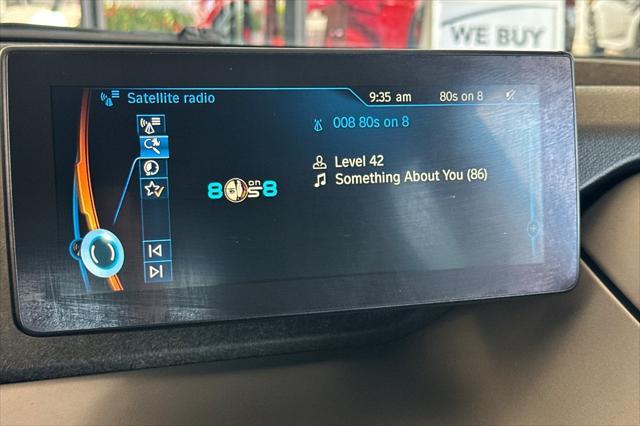 WE BUY
Satellite radio 9:35 am 80s on 8
008 80s on 8
Level 42
8 on 8
Something About You (86)